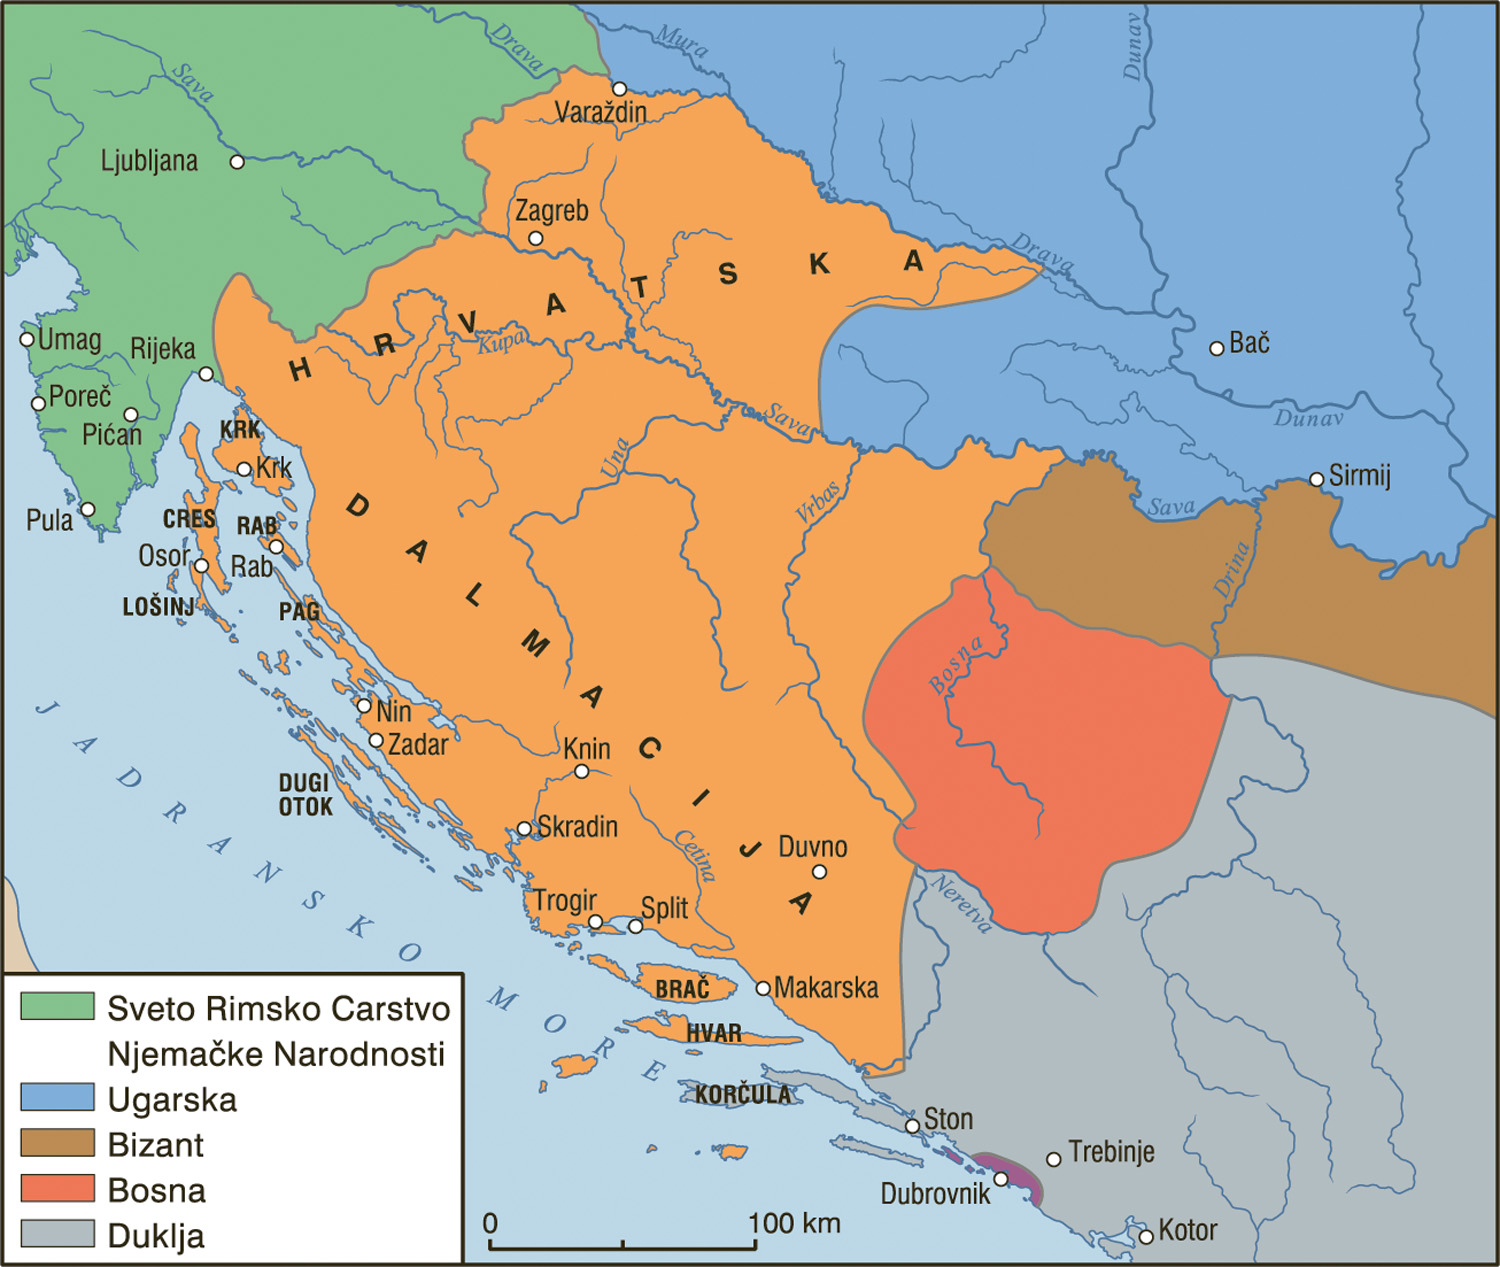 Mura
Drava
Dunav
Sava
Varaždin
Ljubljana
Zagreb
Drava
HRVATSKA
Umag
Rijeka
Kupa
Bač
Poreč
Pićan
KRK
Krk
Sava
Dunav
Una
Sirmij
Pula
CRES
RAB
Vrbas
Sava
Osor
Rab
Drina
LOŠINJ
PAG
DALMACIJA
Bosna
Nin
Zadar
Knin
JADRANSKO MORE
DUGI
OTOK
Skradin
Cetina
Duvno
Trogir
Split
Neretva
BRAČ
Makarska
HVAR
KORČULA
Ston
Trebinje
Dubrovnik
Kotor
Sveto Rimsko Carstvo
Njemačke Narodnosti
Ugarska
Bizant
Bosna
Duklja
0 100 km